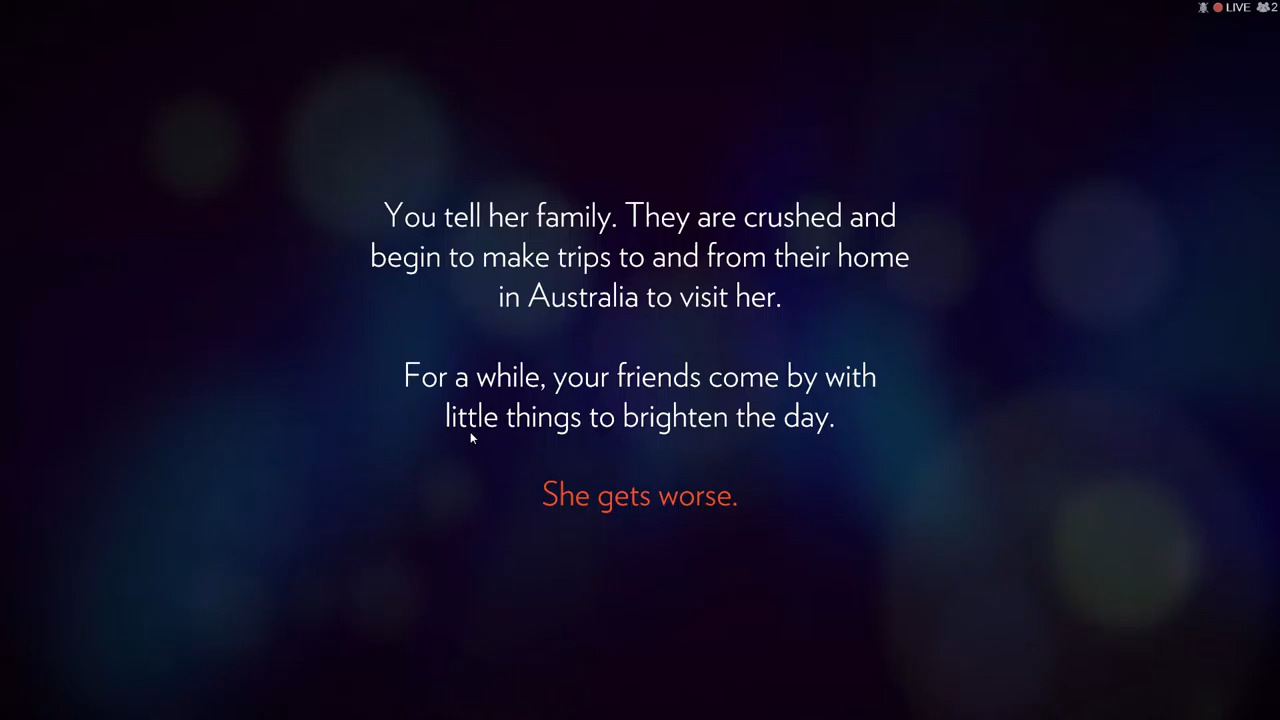 LIVE 2
You tell her family. They are crushed and
begin to make trips to and from their home
in Australia to visit her.
For a while, your friends come by with
little things to brighten the day.
She gets worse.